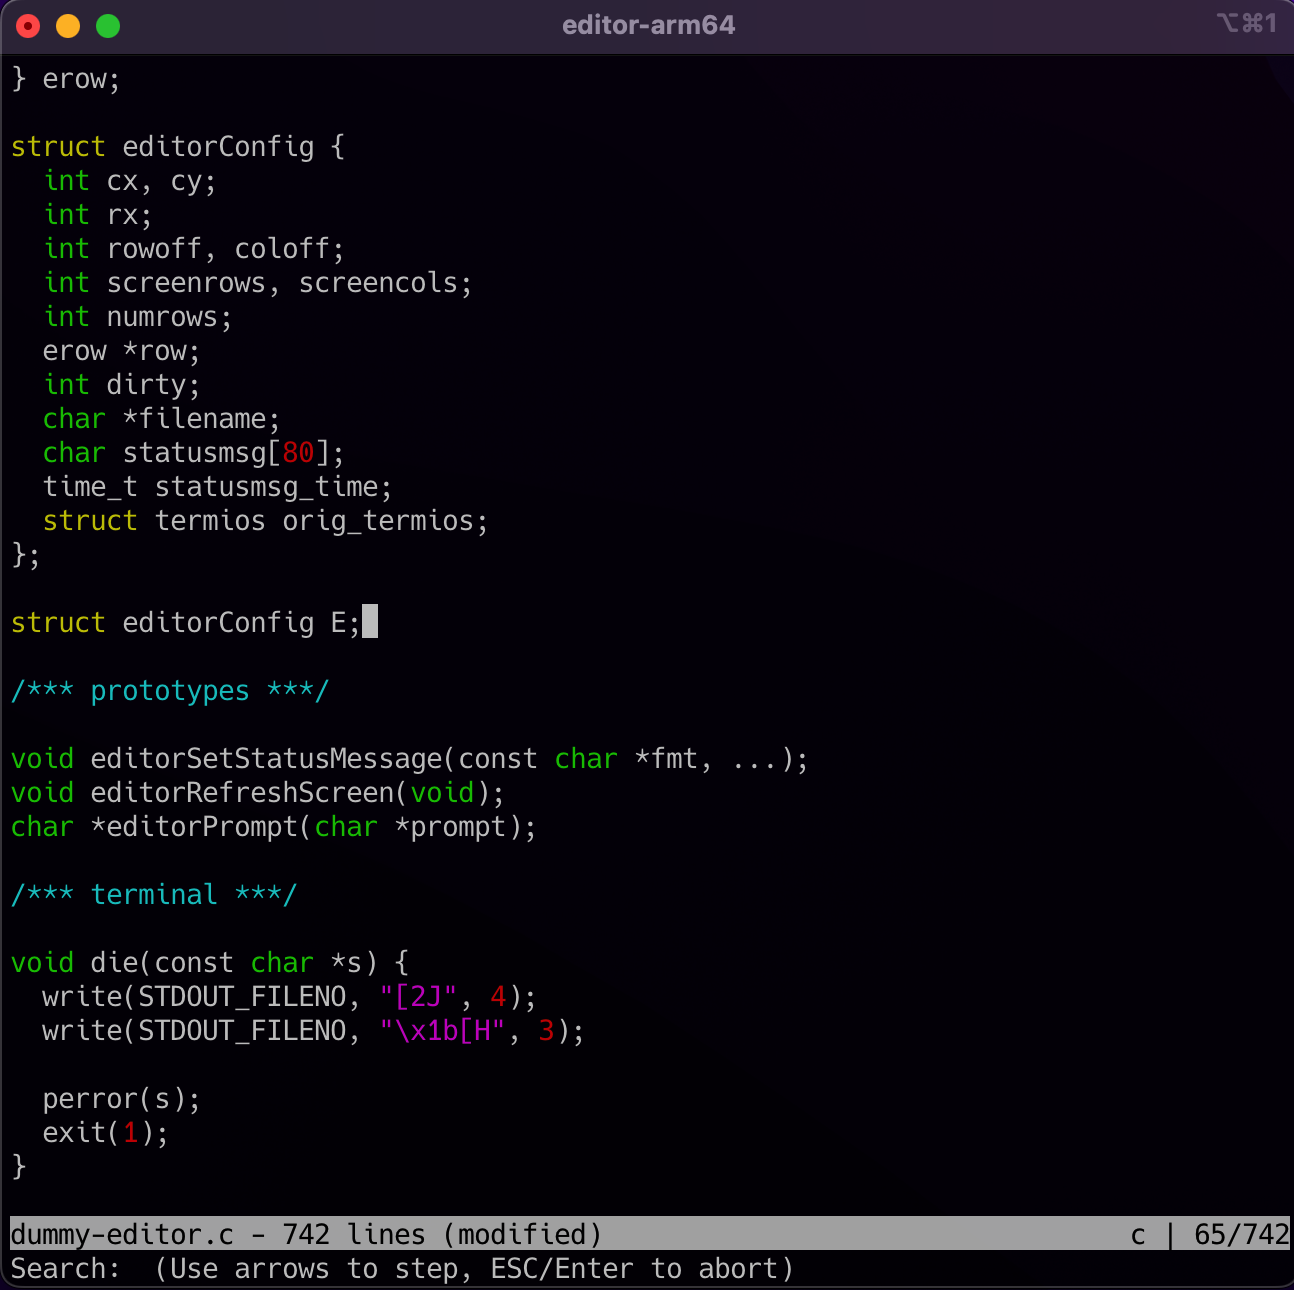 editor-arm64 ⌥⌘1
} erow;

struct editorConfig {
  int cx, cy;
  int rx;
  int rowoff, coloff;
  int screenrows, screencols;
  int numrows;
  erow *row;
  int dirty;
  char *filename;
  char statusmsg[80];
  time_t statusmsg_time;
  struct termios orig_termios;
};

struct editorConfig E;

/*** prototypes ***/

void editorSetStatusMessage(const char *fmt, ...);
void editorRefreshScreen(void);
char *editorPrompt(char *prompt);

/*** terminal ***/

void die(const char *s) {
  write(STDOUT_FILENO, "[2J", 4);
  write(STDOUT_FILENO, "\x1b[H", 3);

  perror(s);
  exit(1);
}

dummy-editor.c - 742 lines (modified) c | 65/742
Search:  (Use arrows to step, ESC/Enter to abort)